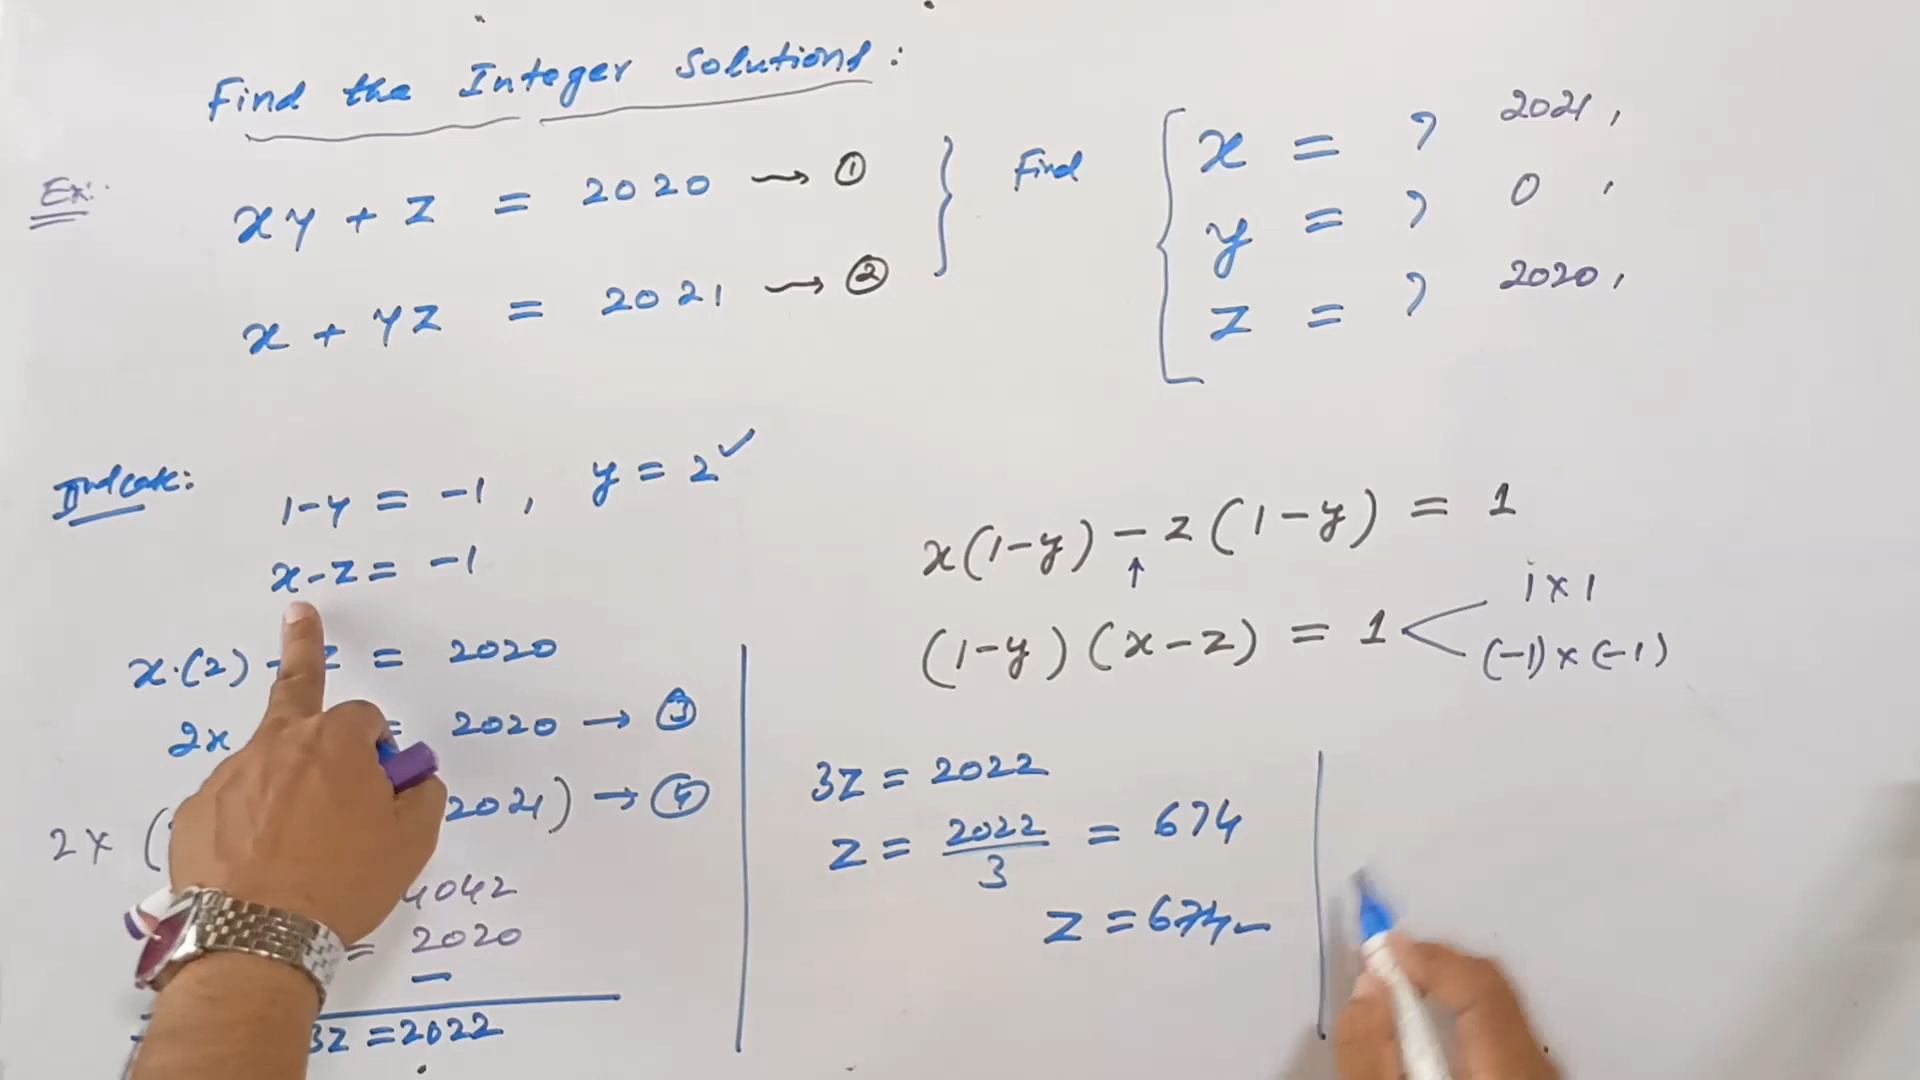 Find the Integer Solutions:
Ex:
xy + z = 2020 → ①
x + yz = 2021 → ②
Find
x = ? 2021,
y = ? 0,
z = ? 2020,
IInd case:
1-y = -1, y = 2 ✓
x-z = -1
x·(2) + z = 2020
2x = 2020 → ③
2x ( 2021) → ④
4042
= 2020
3z = 2022
x(1-y) - z(1-y) = 1
↑
(1-y)(x-z) = 1
1 x 1
(-1) x (-1)
3z = 2022
z = 2022/3 = 674
z = 674